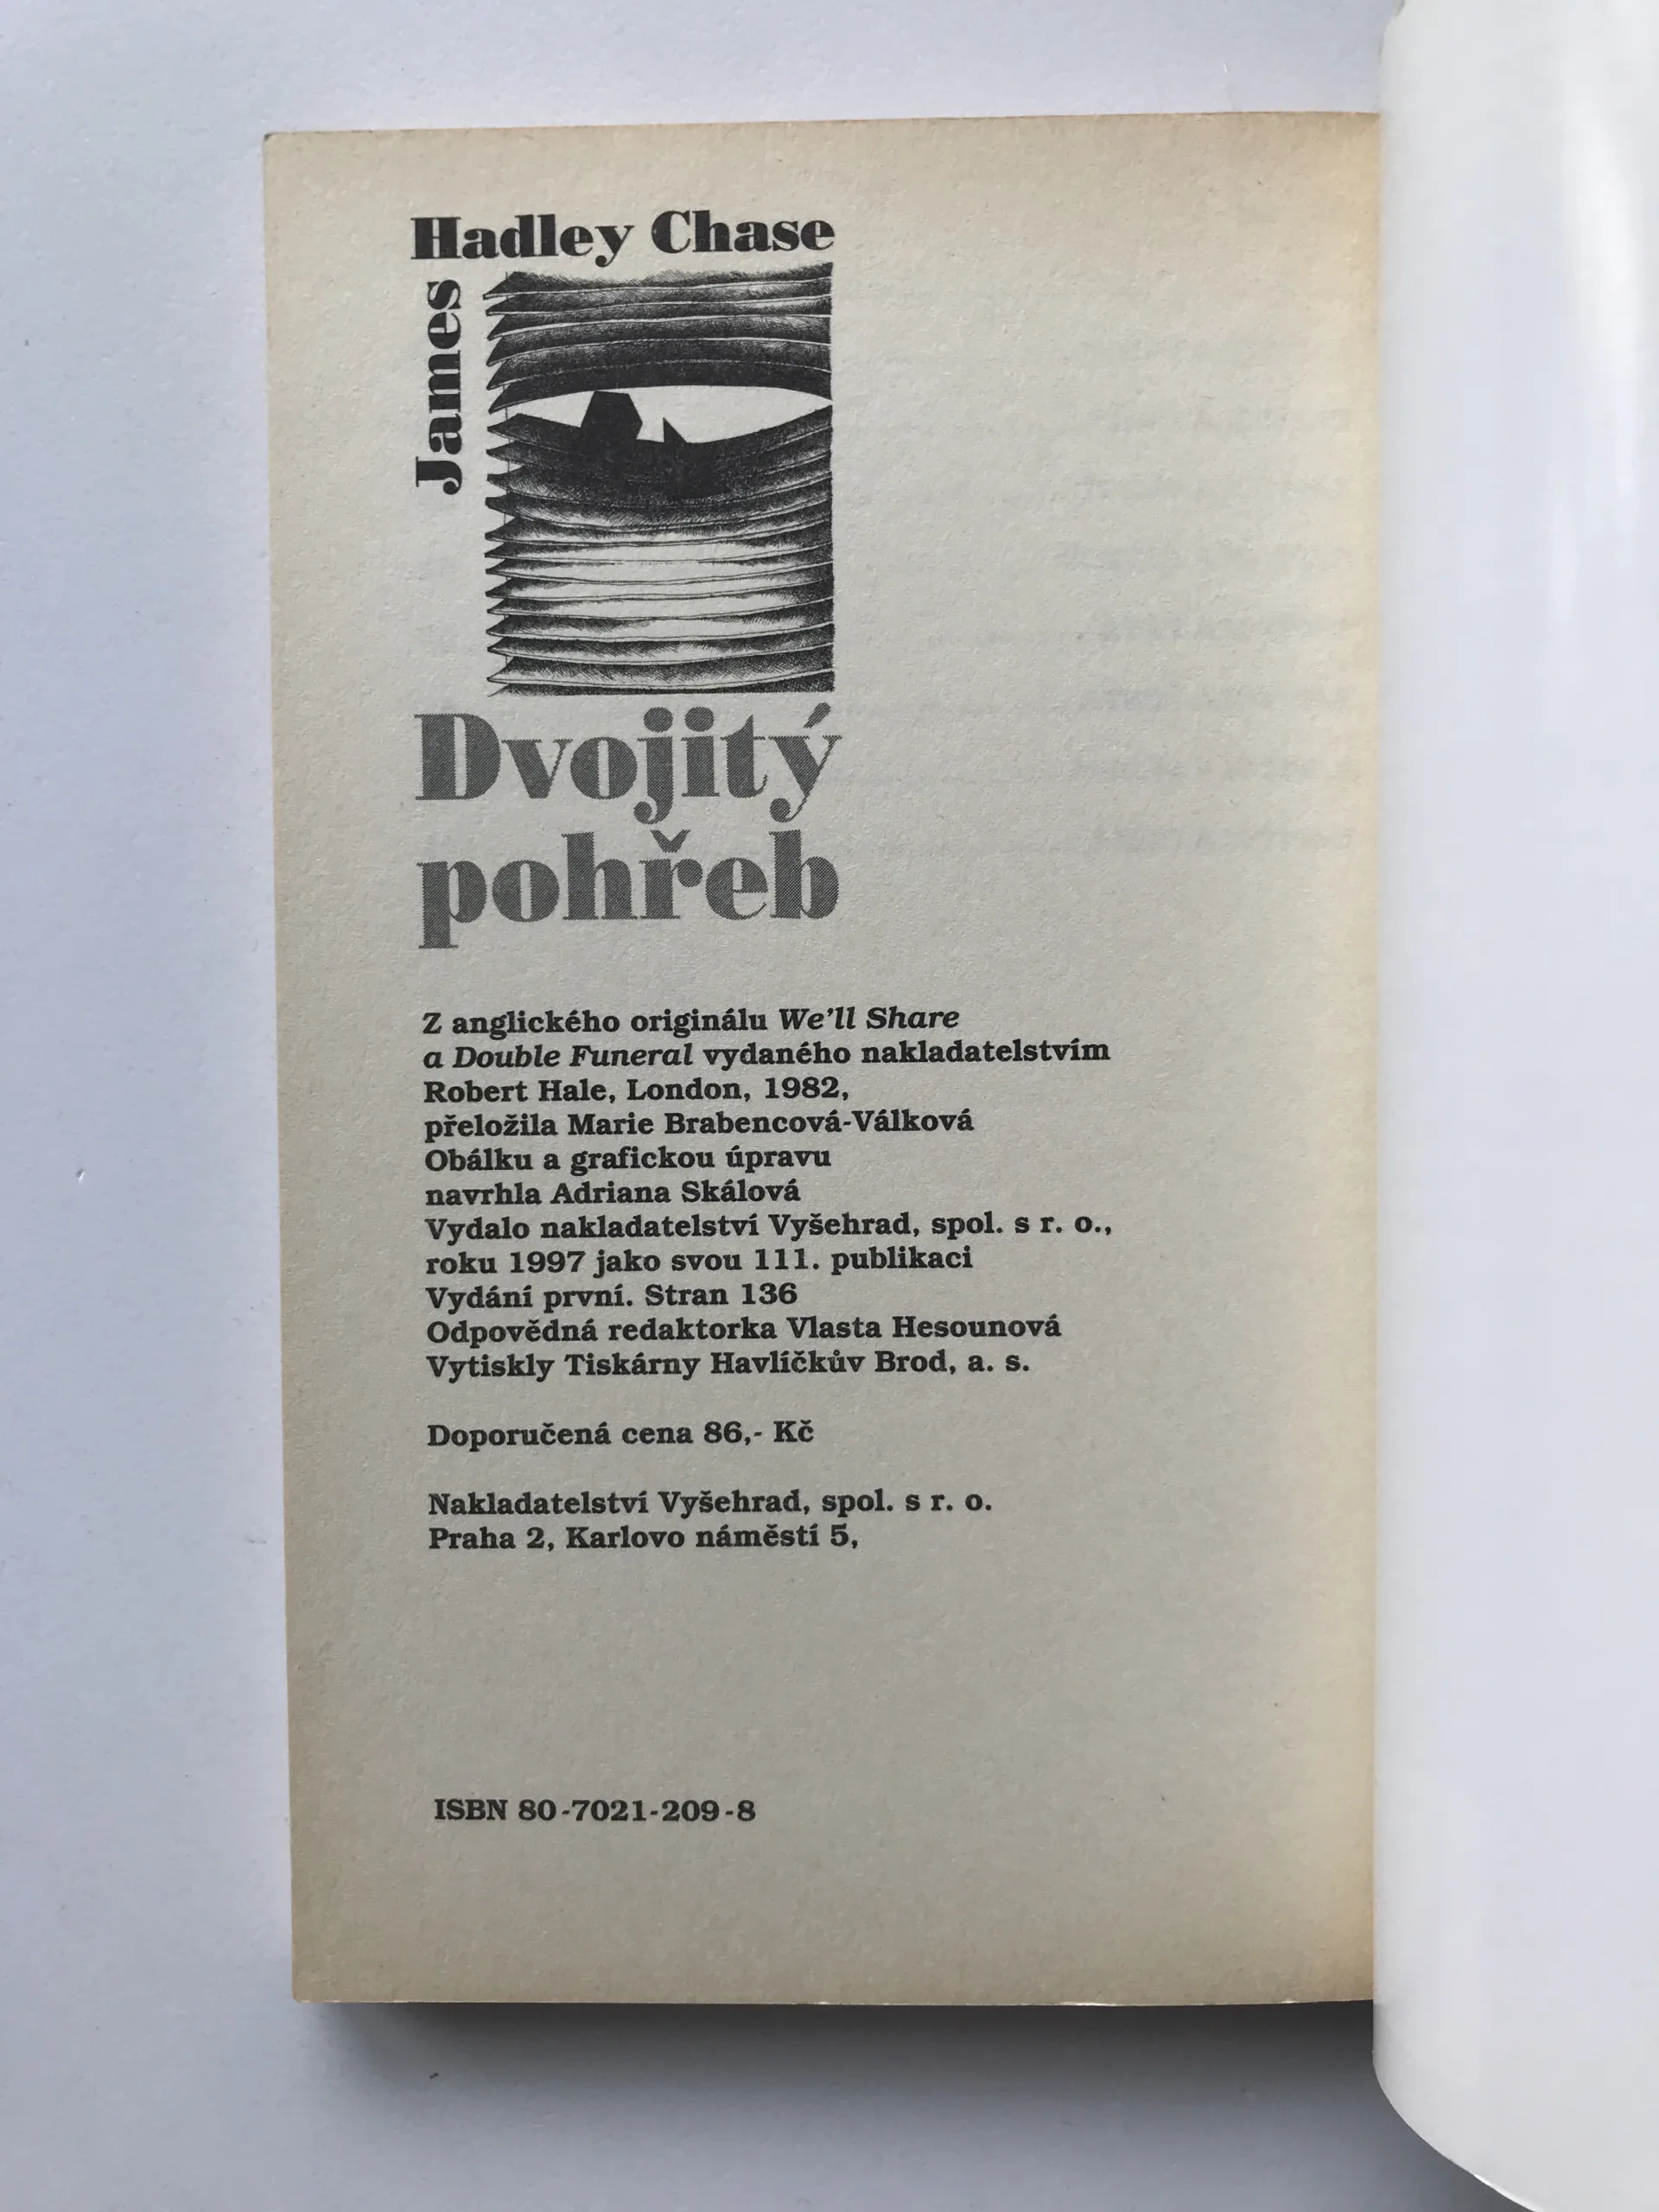 James
Hadley Chase
Dvojitý
pohřeb
Z anglického originálu We'll Share
a Double Funeral vydaného nakladatelstvím
Robert Hale, London, 1982,
přeložila Marie Brabencová-Válková
Obálku a grafickou úpravu
navrhla Adriana Skálová
Vydalo nakladatelství Vyšehrad, spol. s r. o.,
roku 1997 jako svou 111. publikaci
Vydání první. Stran 136
Odpovědná redaktorka Vlasta Hesounová
Vytiskly Tiskárny Havlíčkův Brod, a. s.
Doporučená cena 86,- Kč
Nakladatelství Vyšehrad, spol. s r. o.
Praha 2, Karlovo náměstí 5,
ISBN 80-7021-209-8